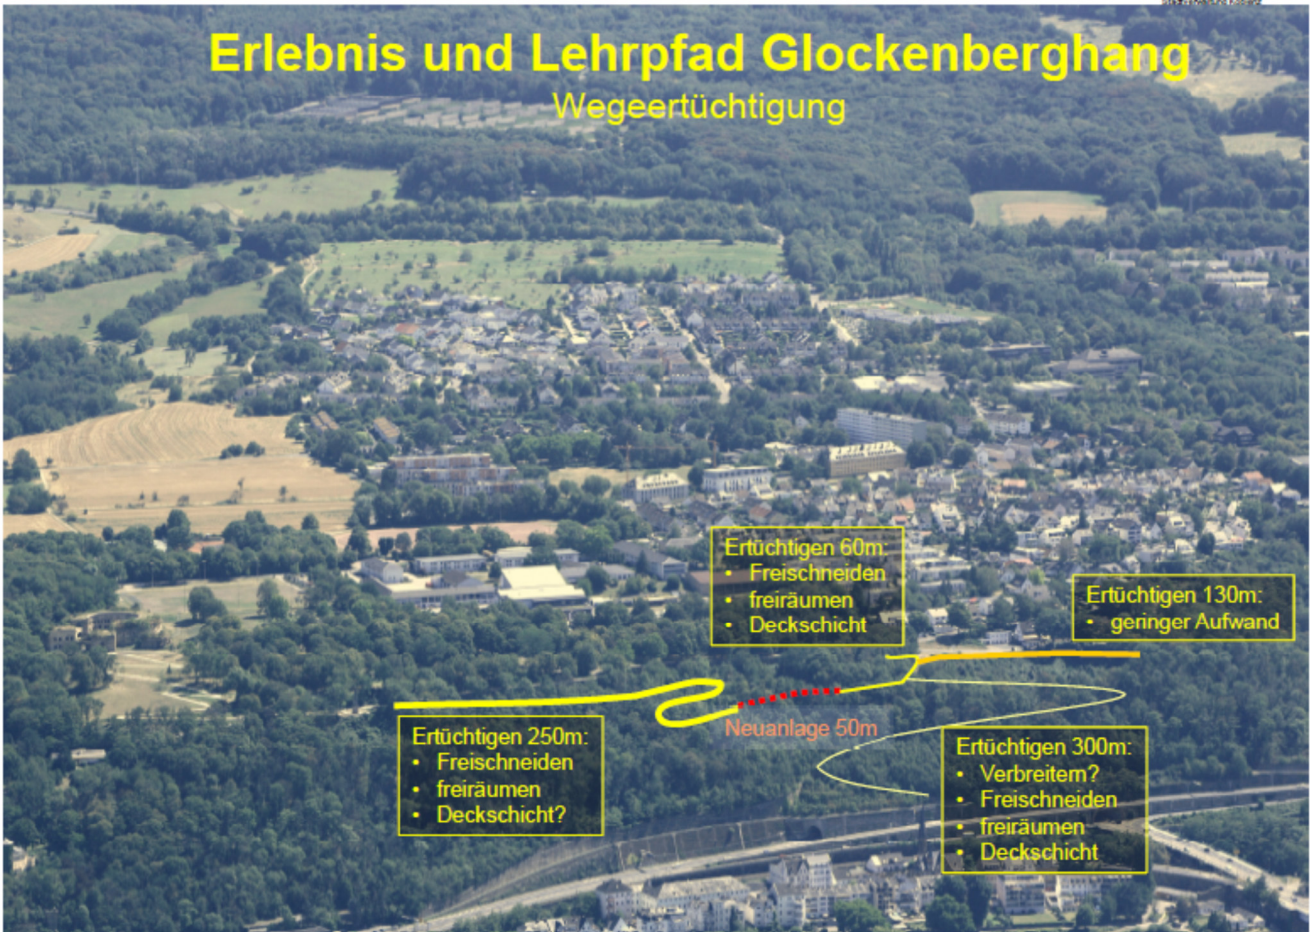 Erlebnis und Lehrpfad Glockenberghang
Wegeertüchtigung
Ertüchtigen 60m:
• Freischneiden
• freiräumen
• Deckschicht
Ertüchtigen 130m:
• geringer Aufwand
Neuanlage 50m
Ertüchtigen 250m:
• Freischneiden
• freiräumen
• Deckschicht?
Ertüchtigen 300m:
• Verbreitern?
• Freischneiden
• freiräumen
• Deckschicht